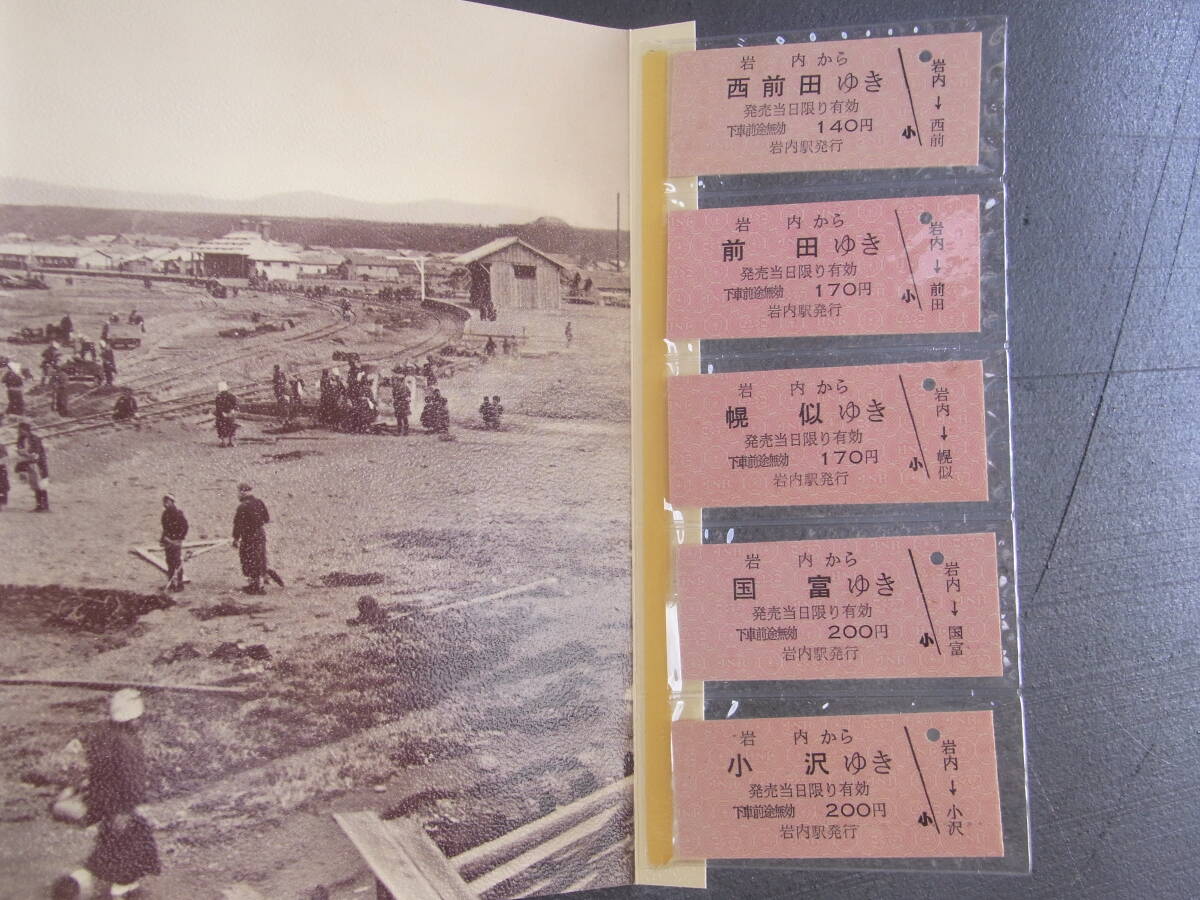 岩 内から
西前田ゆき
発売当日限り有効
下車前途無効 140円
岩内駅発行
小
岩内→西前
岩 内から
前 田ゆき
発売当日限り有効
下車前途無効 170円
岩内駅発行
小
岩内→前田
岩 内から
幌 似ゆき
発売当日限り有効
下車前途無効 170円
岩内駅発行
小
岩内→幌似
岩 内から
国 富ゆき
発売当日限り有効
下車前途無効 200円
岩内駅発行
小
岩内→国富
岩 内から
小 沢ゆき
発売当日限り有効
下車前途無効 200円
岩内駅発行
小
岩内→小沢